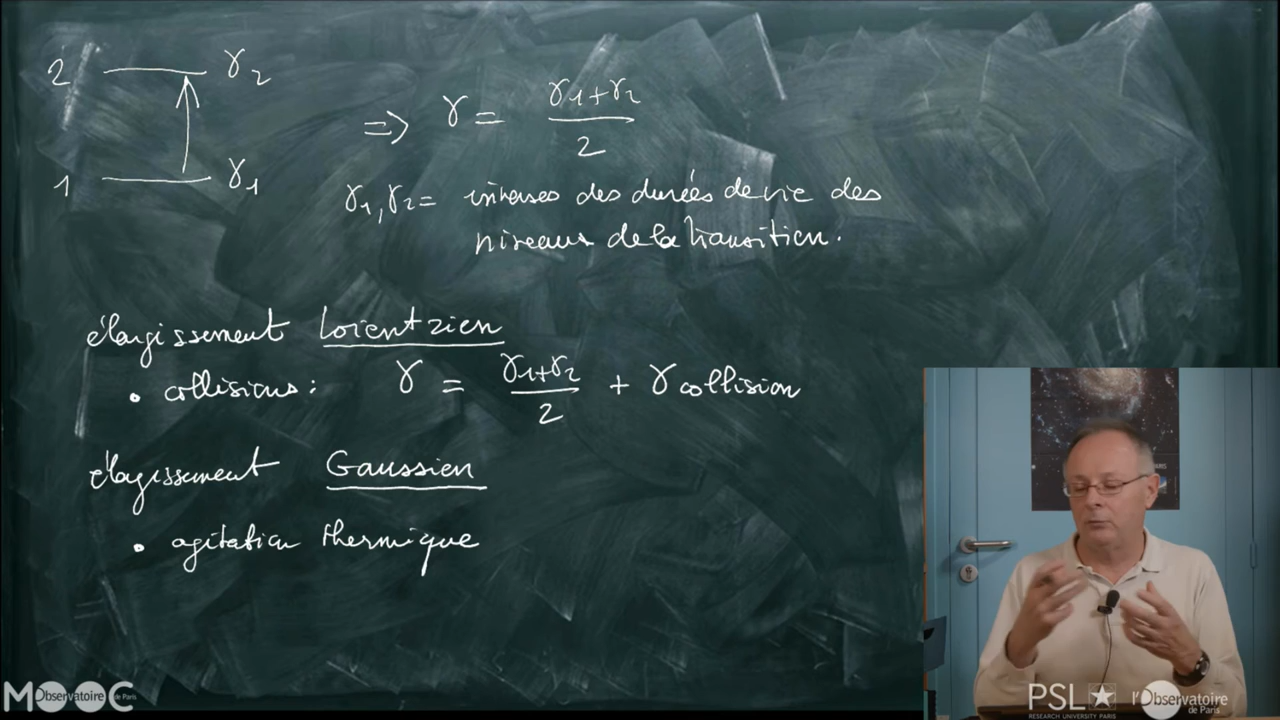 2 γ2
1 γ1
⇒ γ = (γ1+γ2)/2
γ1, γ2 = inverses des durées de vie des
niveaux de la transition.
élargissement Lorentzien
• collisions : γ = (γ1+γ2)/2 + γ collision
élagissement Gaussien
• agitation thermique
MOOC
Observatoire de Paris
PSL★
RESEARCH UNIVERSITY PARIS
l'Observatoire
de Paris